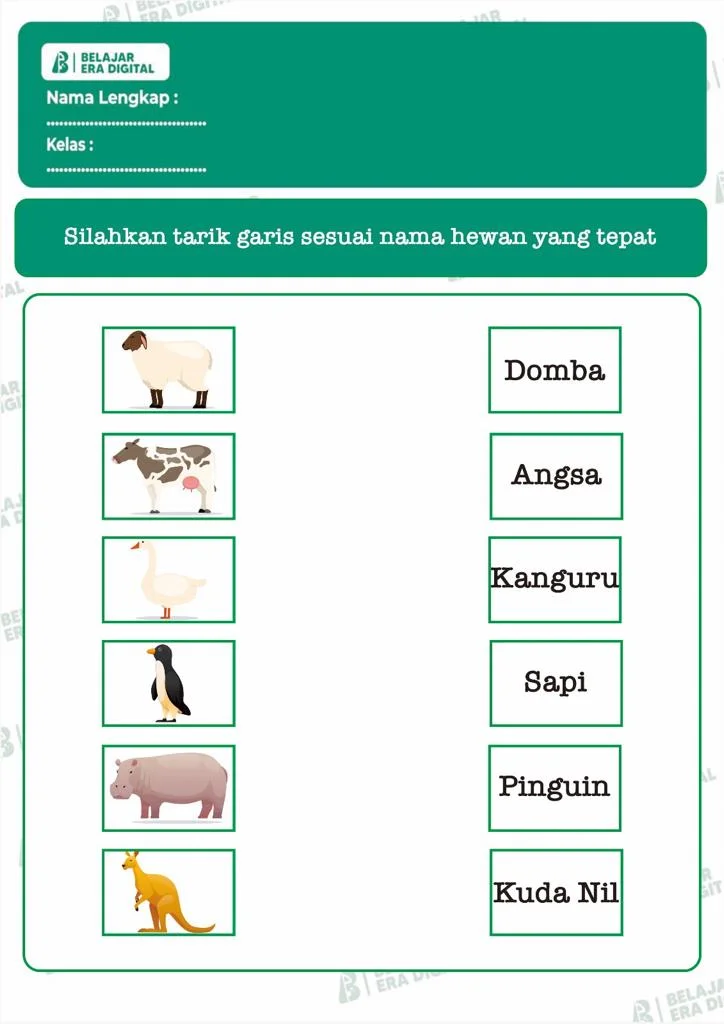 BELAJAR
ERA DIGITAL
Nama Lengkap :
......................................
Kelas :
......................................
Silahkan tarik garis sesuai nama hewan yang tepat
Domba
Angsa
Kanguru
Sapi
Pinguin
Kuda Nil